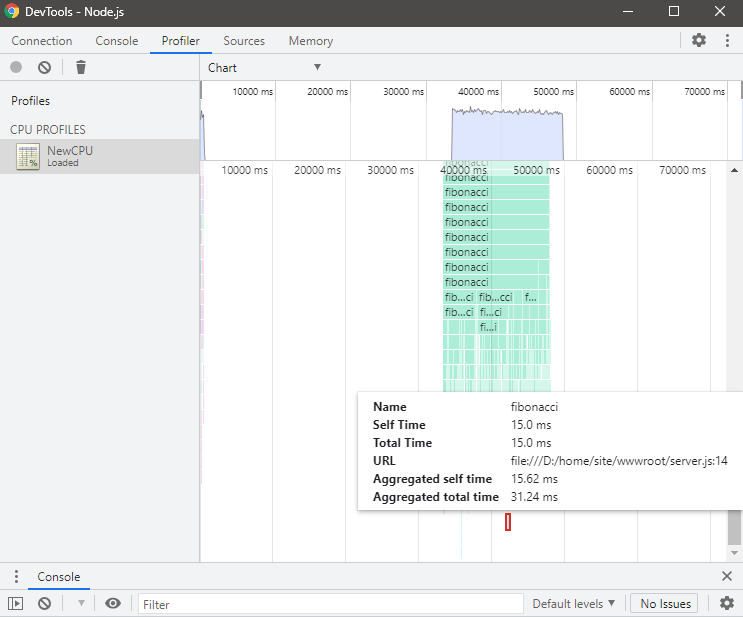 DevTools - Node.js
Connection Console Profiler Sources Memory
Chart ▼
Profiles
CPU PROFILES
NewCPU
Loaded
10000 ms 20000 ms 30000 ms 40000 ms 50000 ms 60000 ms 70000 ms
10000 ms 20000 ms 30000 ms 40000 ms 50000 ms 60000 ms 70000 ms
fibonacci
fibonacci
fibonacci
fibonacci
fibonacci
fibonacci
fibonacci
fibonacci
fibonacci
fib...ci fib...cci f...
fib...ci fi...ci
fi...i
Name fibonacci
Self Time 15.0 ms
Total Time 15.0 ms
URL file:///D:/home/site/wwwroot/server.js:14
Aggregated self time 15.62 ms
Aggregated total time 31.24 ms
Console
Filter Default levels ▼ No Issues